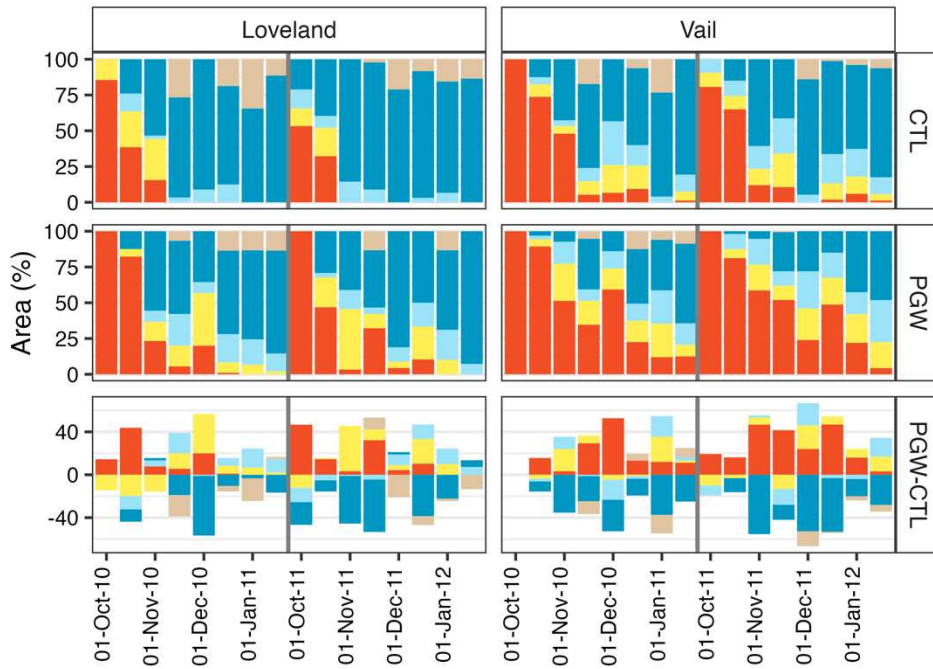 Loveland
Vail
Area (%)
100
75
50
25
0
CTL
100
75
50
25
0
PGW
40
0
-40
PGW-CTL
01-Oct-10
01-Nov-10
01-Dec-10
01-Jan-11
01-Oct-11
01-Nov-11
01-Dec-11
01-Jan-12
01-Oct-10
01-Nov-10
01-Dec-10
01-Jan-11
01-Oct-11
01-Nov-11
01-Dec-11
01-Jan-12